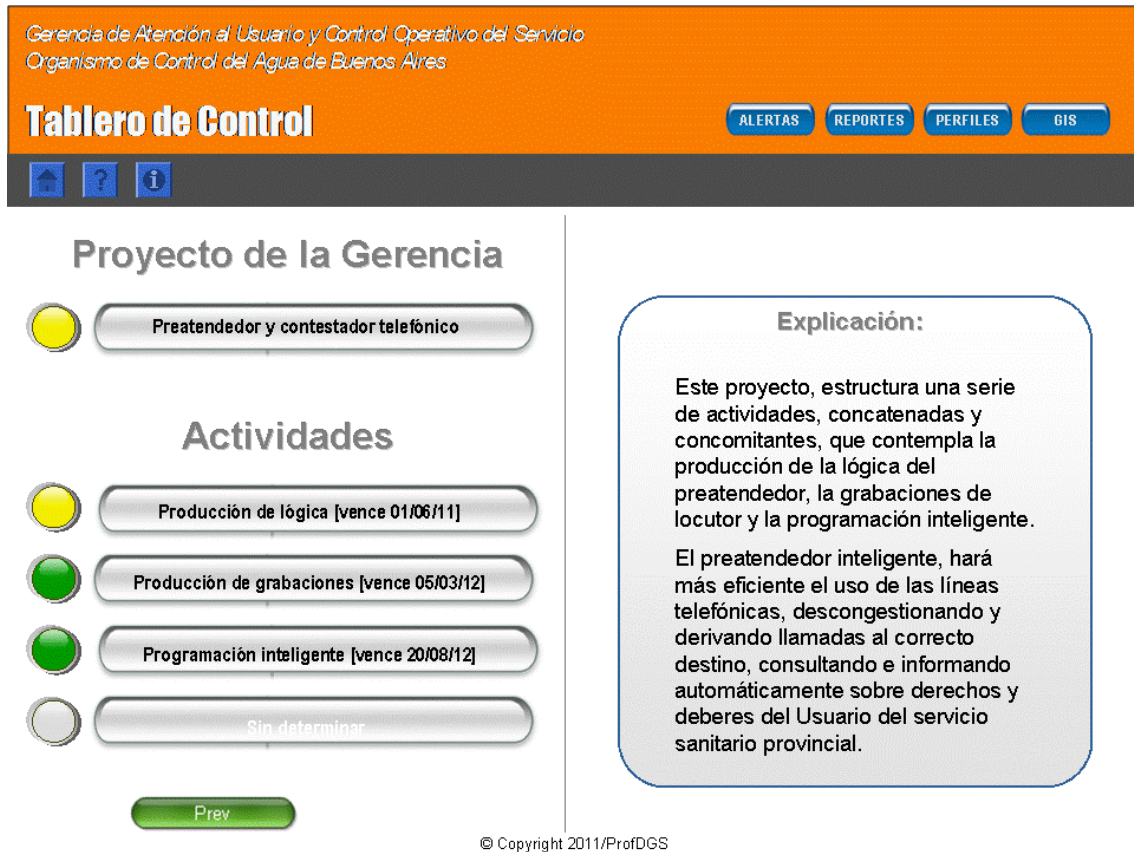 Gerencia de Atención al Usuario y Control Operativo del Servicio
Organismo de Control del Agua de Buenos Aires
Tablero de Control
ALERTAS
REPORTES
PERFILES
GIS
?
i
Proyecto de la Gerencia
Preatendedor y contestador telefónico
Actividades
Producción de lógica [vence 01/06/11]
Producción de grabaciones [vence 05/03/12]
Programación inteligente [vence 20/08/12]
Sin determinar
Prev
Explicación:
Este proyecto, estructura una serie
de actividades, concatenadas y
concomitantes, que contempla la
producción de la lógica del
preatendedor, la grabaciones de
locutor y la programación inteligente.
El preatendedor inteligente, hará
más eficiente el uso de las líneas
telefónicas, descongestionando y
derivando llamadas al correcto
destino, consultando e informando
automáticamente sobre derechos y
deberes del Usuario del servicio
sanitario provincial.
© Copyright 2011/ProfDGS